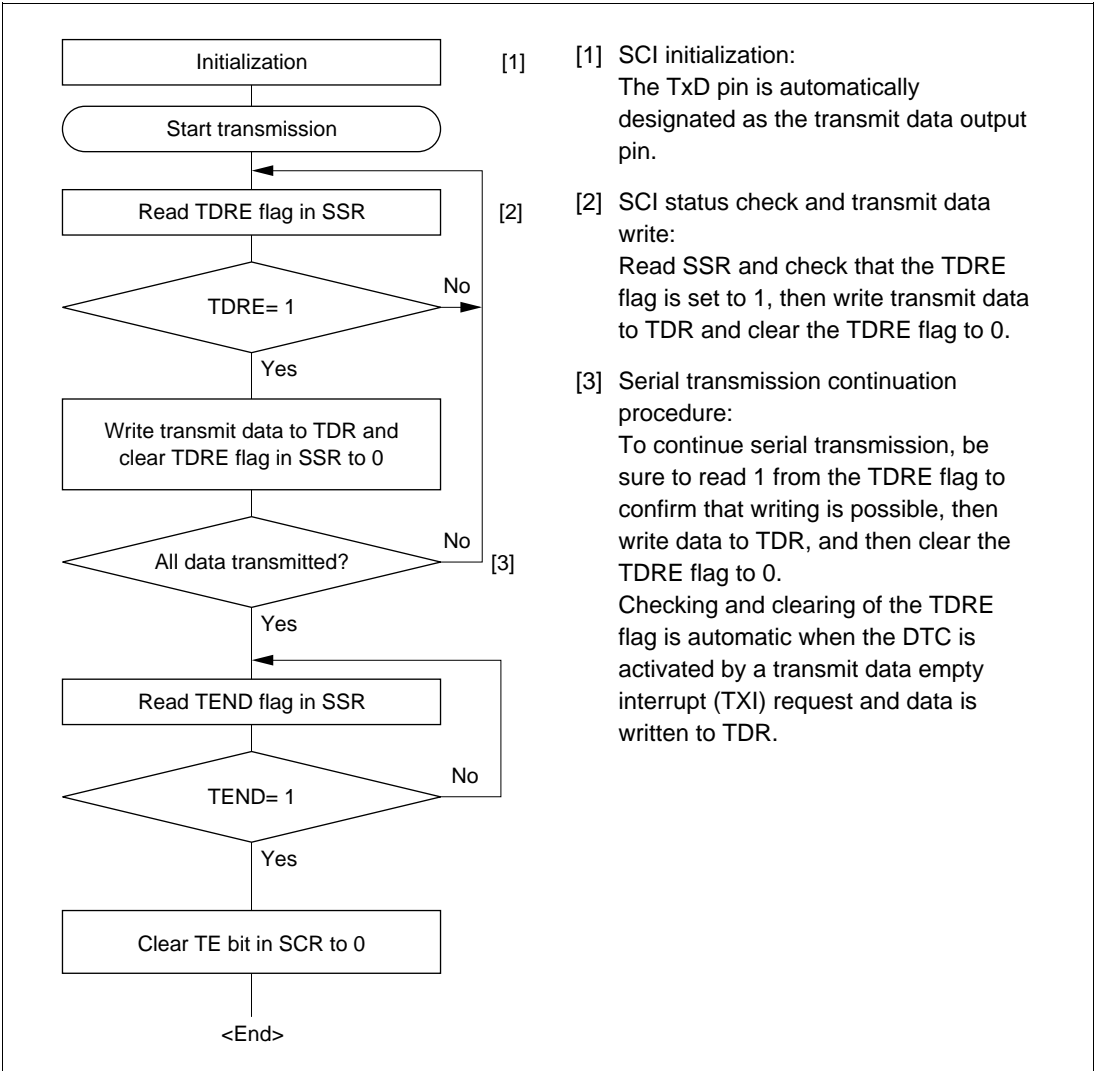 Initialization
[1]
Start transmission
Read TDRE flag in SSR
[2]
No
TDRE= 1
Yes
Write transmit data to TDR and
clear TDRE flag in SSR to 0
No
All data transmitted?
[3]
Yes
Read TEND flag in SSR
No
TEND= 1
Yes
Clear TE bit in SCR to 0
<End>
[1] SCI initialization:
The TxD pin is automatically
designated as the transmit data output
pin.
[2] SCI status check and transmit data
write:
Read SSR and check that the TDRE
flag is set to 1, then write transmit data
to TDR and clear the TDRE flag to 0.
[3] Serial transmission continuation
procedure:
To continue serial transmission, be
sure to read 1 from the TDRE flag to
confirm that writing is possible, then
write data to TDR, and then clear the
TDRE flag to 0.
Checking and clearing of the TDRE
flag is automatic when the DTC is
activated by a transmit data empty
interrupt (TXI) request and data is
written to TDR.